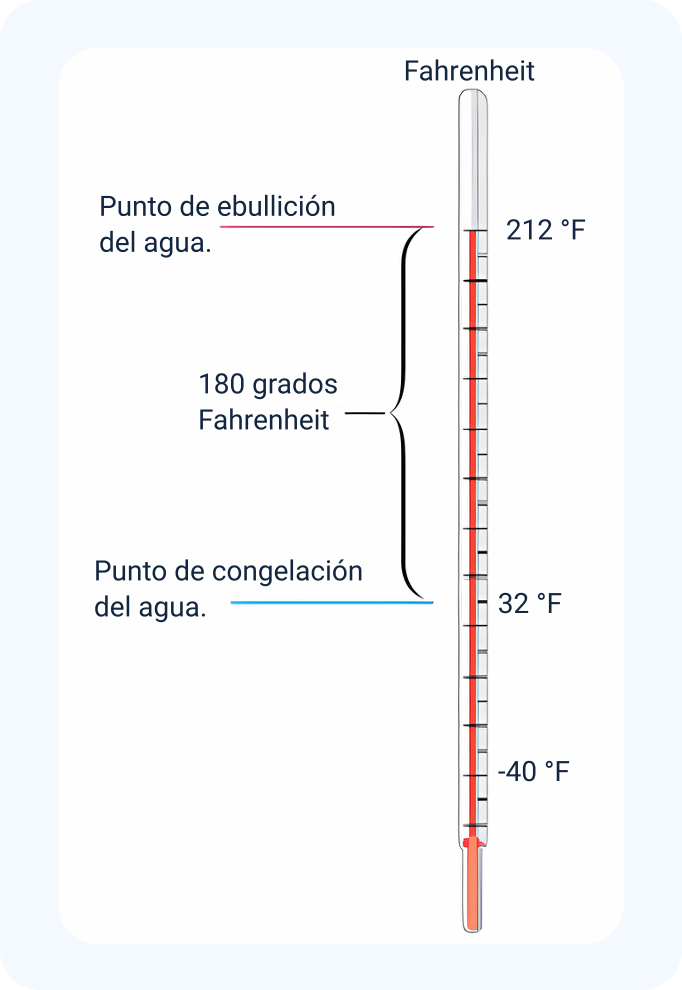 Fahrenheit
Punto de ebullición
del agua.
212 °F
180 grados
Fahrenheit
Punto de congelación
del agua.
32 °F
-40 °F